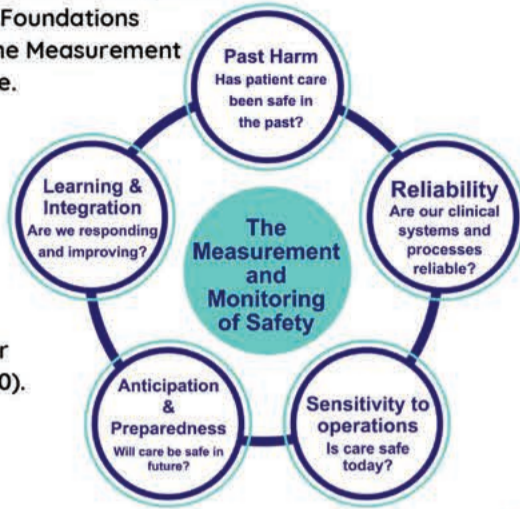 Foundations
ne Measurement
e.
r
0).
Past Harm
Has patient care
been safe in
the past?
Reliability
Are our clinical
systems and
processes
reliable?
Sensitivity to
operations
Is care safe
today?
Anticipation
&
Preparedness
Will care be safe in
future?
Learning &
Integration
Are we responding
and improving?
The
Measurement
and
Monitoring
of Safety